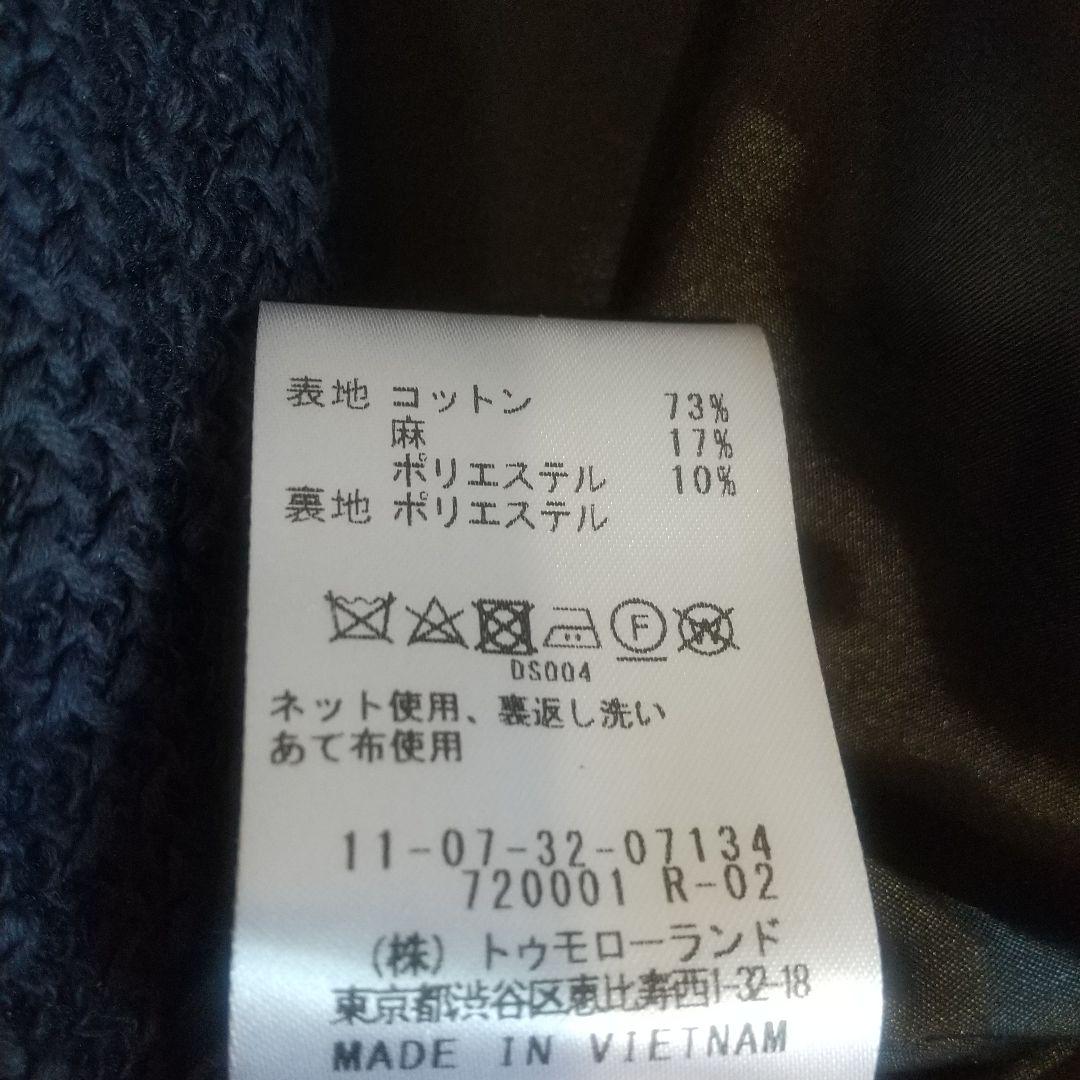 表地 コットン 73%
麻 17%
ポリエステル 10%
裏地 ポリエステル
F W
DS004
ネット使用、裏返し洗い
あて布使用
11-07-32-07134
720001 R-02
(株) トゥモローランド
東京都渋谷区恵比寿西1-32-18
MADE IN VIETNAM